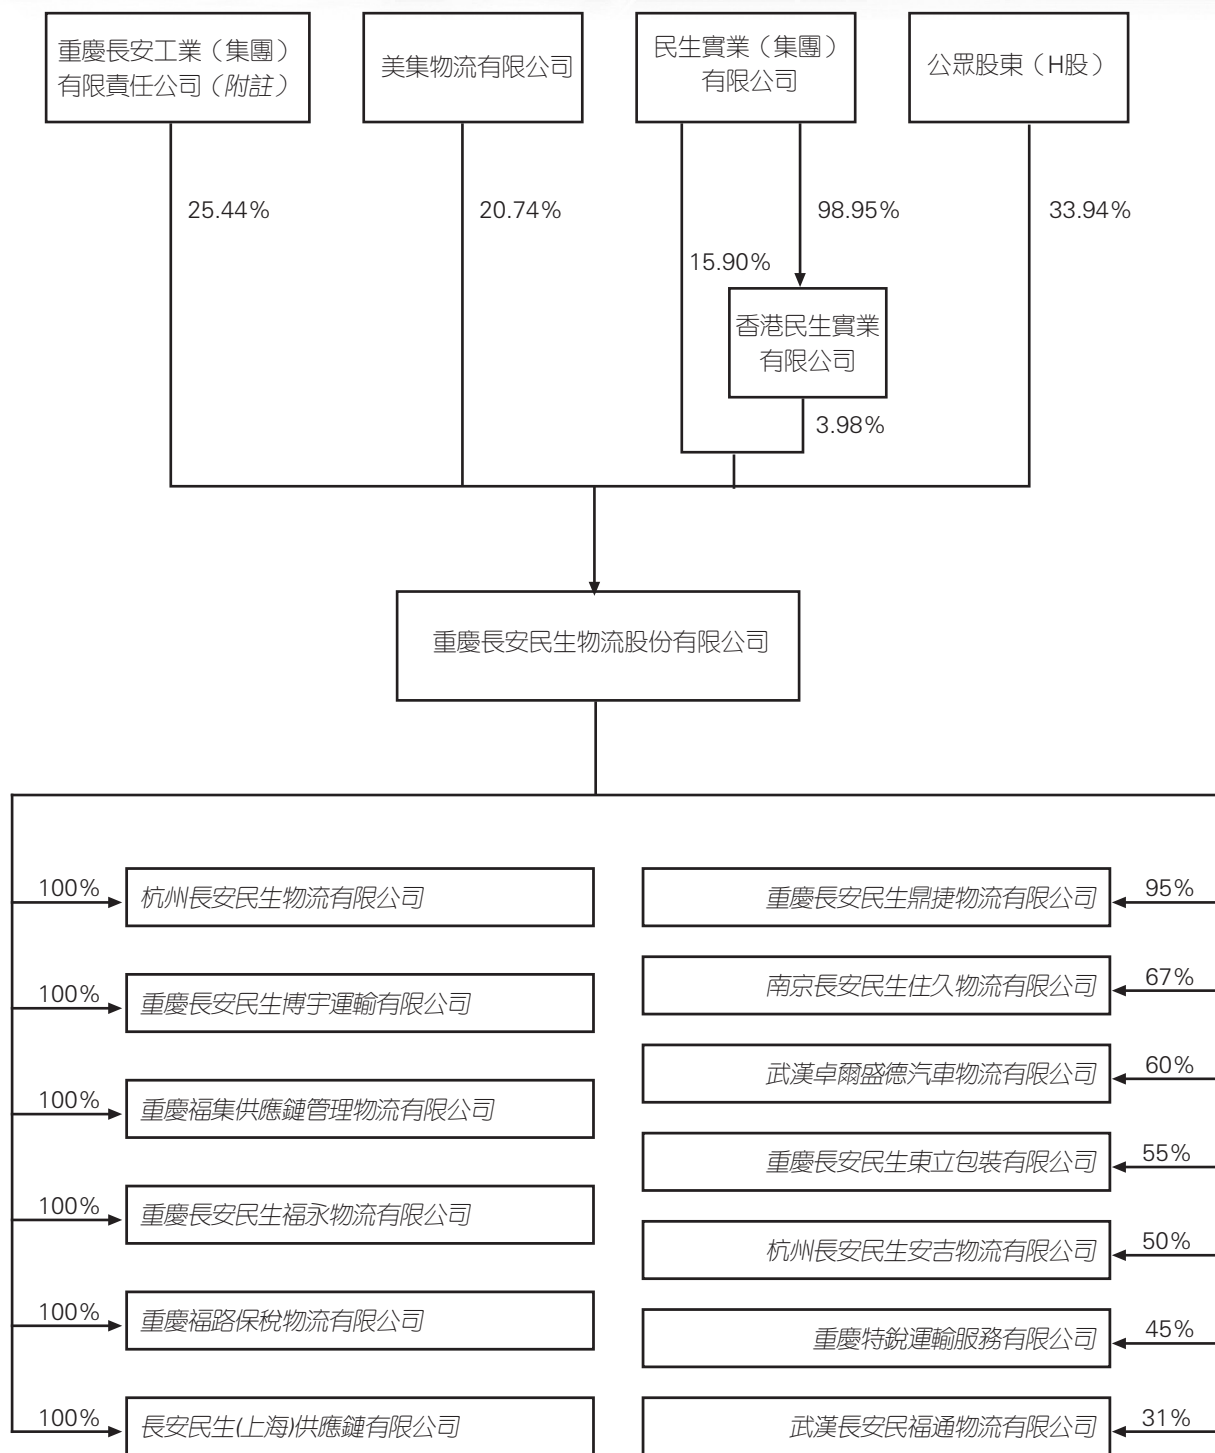 重慶長安工業（集團）
有限責任公司（附註）
美集物流有限公司
民生實業（集團）
有限公司
公眾股東（H股）
25.44%
20.74%
98.95%
33.94%
15.90%
香港民生實業
有限公司
3.98%
重慶長安民生物流股份有限公司
100%
杭州長安民生物流有限公司
100%
重慶長安民生博宇運輸有限公司
100%
重慶福集供應鏈管理物流有限公司
100%
重慶長安民生福永物流有限公司
100%
重慶福路保稅物流有限公司
100%
長安民生(上海)供應鏈有限公司
重慶長安民生鼎捷物流有限公司
95%
南京長安民生住久物流有限公司
67%
武漢卓爾盛德汽車物流有限公司
60%
重慶長安民生東立包裝有限公司
55%
杭州長安民生安吉物流有限公司
50%
重慶特銳運輸服務有限公司
45%
武漢長安民福通物流有限公司
31%